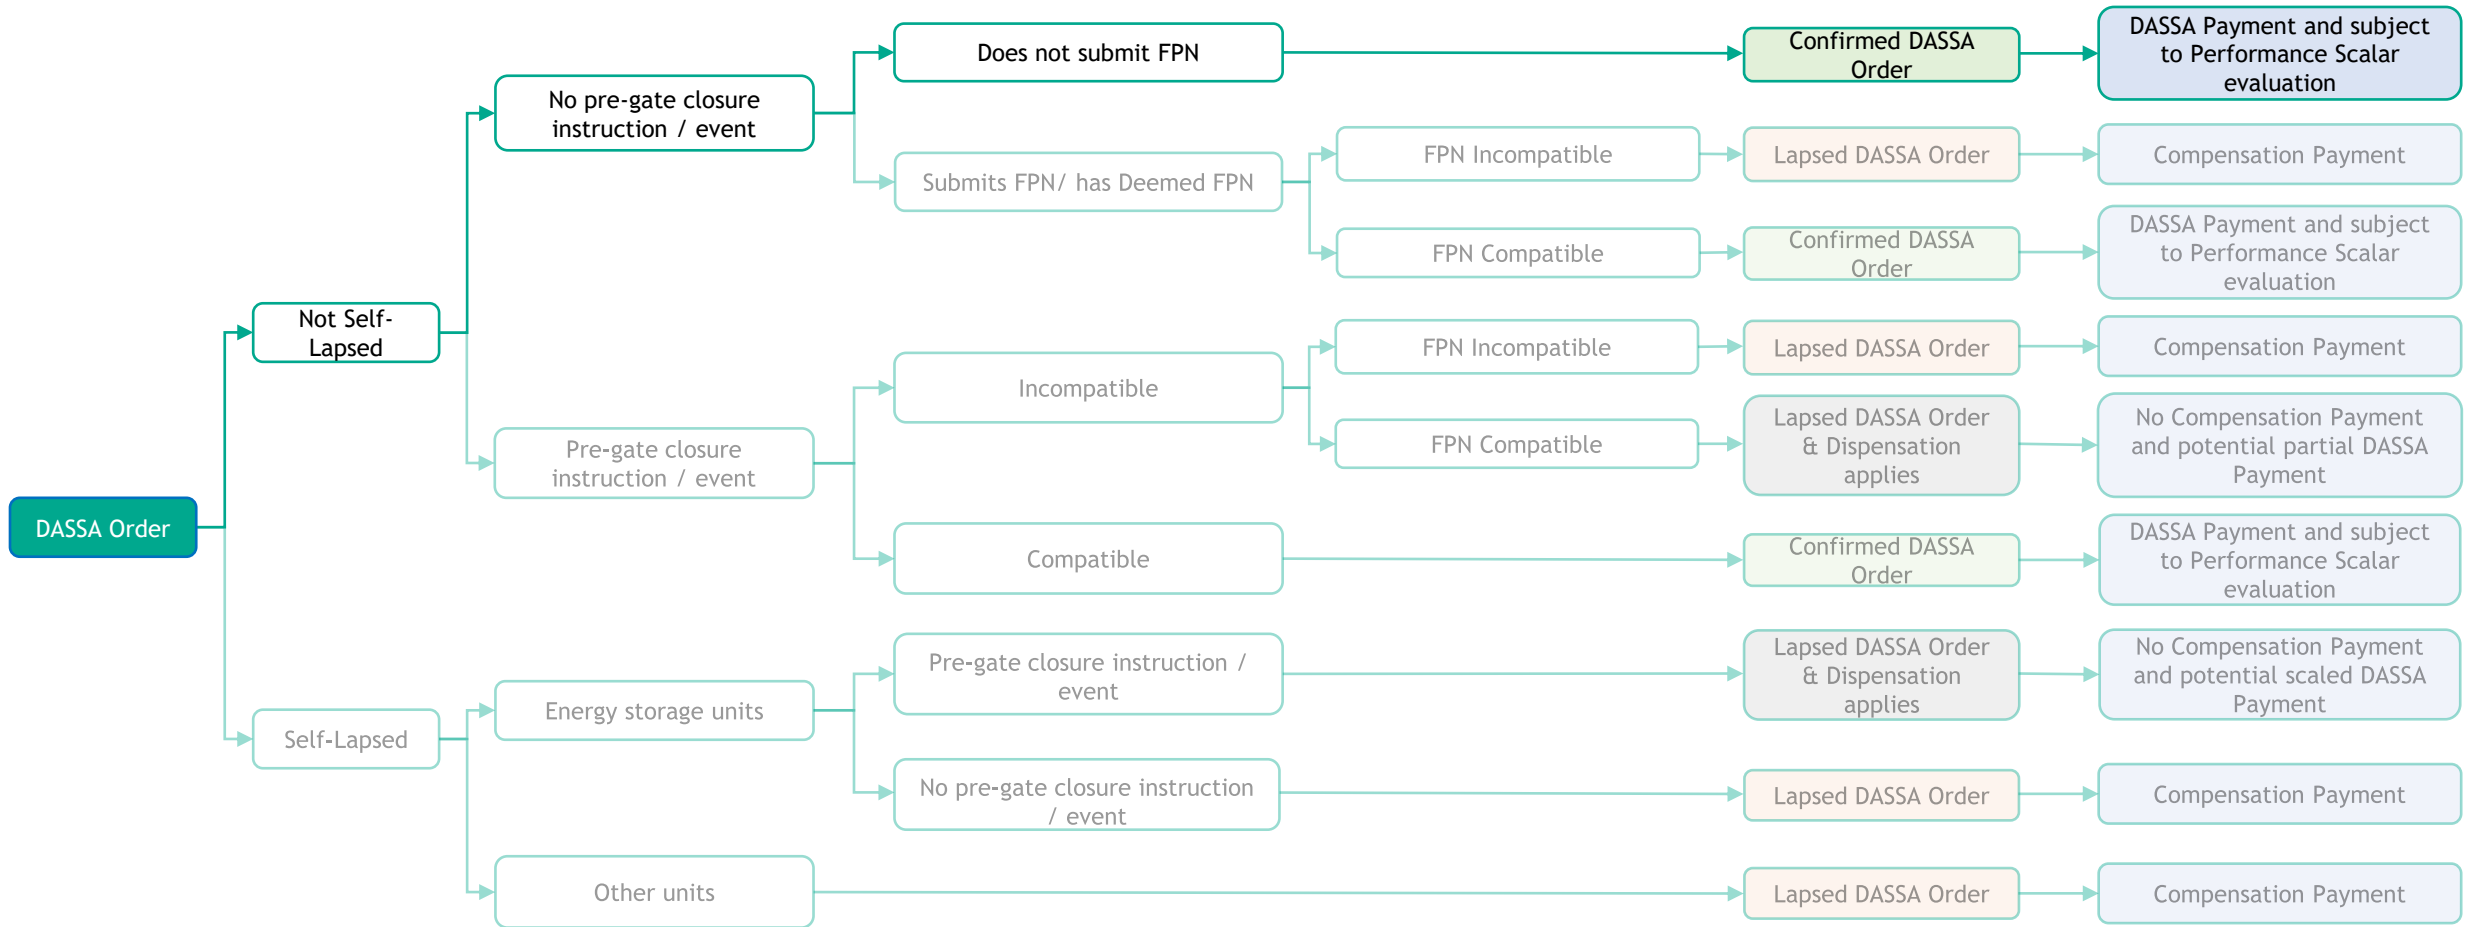 Does not submit FPN
Confirmed DASSA
Order
DASSA Payment and subject
to Performance Scalar
evaluation
No pre-gate closure
instruction / event
FPN Incompatible
Lapsed DASSA Order
Compensation Payment
Submits FPN/ has Deemed FPN
FPN Compatible
Confirmed DASSA
Order
DASSA Payment and subject
to Performance Scalar
evaluation
Not Self-
Lapsed
FPN Incompatible
Lapsed DASSA Order
Compensation Payment
Incompatible
FPN Compatible
Lapsed DASSA Order
& Dispensation
applies
No Compensation Payment
and potential partial DASSA
Payment
Pre-gate closure
instruction / event
DASSA Order
Compatible
Confirmed DASSA
Order
DASSA Payment and subject
to Performance Scalar
evaluation
Pre-gate closure instruction /
event
Lapsed DASSA Order
& Dispensation
applies
No Compensation Payment
and potential scaled DASSA
Payment
Energy storage units
Self-Lapsed
No pre-gate closure instruction
/ event
Lapsed DASSA Order
Compensation Payment
Other units
Lapsed DASSA Order
Compensation Payment